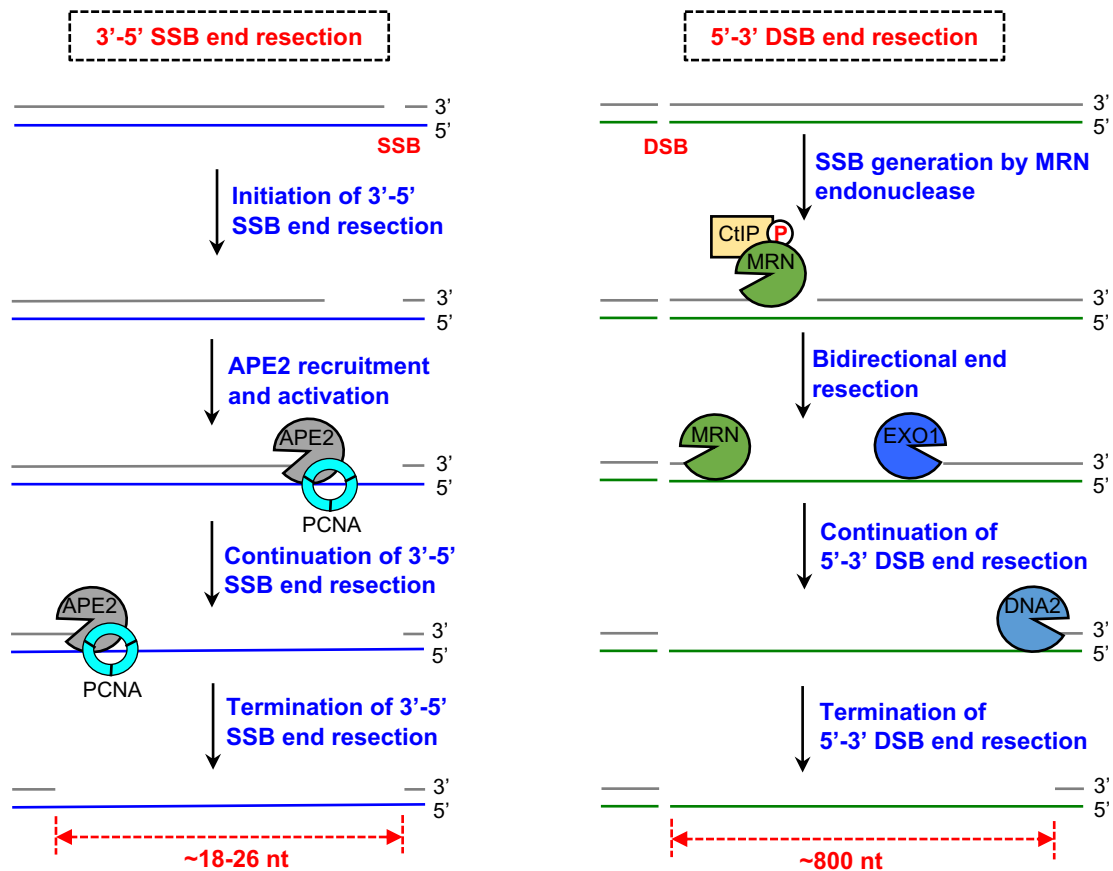 3'-5' SSB end resection
3'
5'
SSB
Initiation of 3'-5'
SSB end resection
3'
5'
APE2 recruitment
and activation
APE2
3'
5'
PCNA
Continuation of 3'-5'
SSB end resection
APE2
3'
5'
PCNA
Termination of 3'-5'
SSB end resection
3'
5'
~18-26 nt
5'-3' DSB end resection
3'
5'
DSB
SSB generation by MRN
endonuclease
CtIP
P
MRN
3'
5'
Bidirectional end
resection
MRN
EXO1
3'
5'
Continuation of
5'-3' DSB end resection
DNA2
3'
5'
Termination of
5'-3' DSB end resection
3'
5'
~800 nt